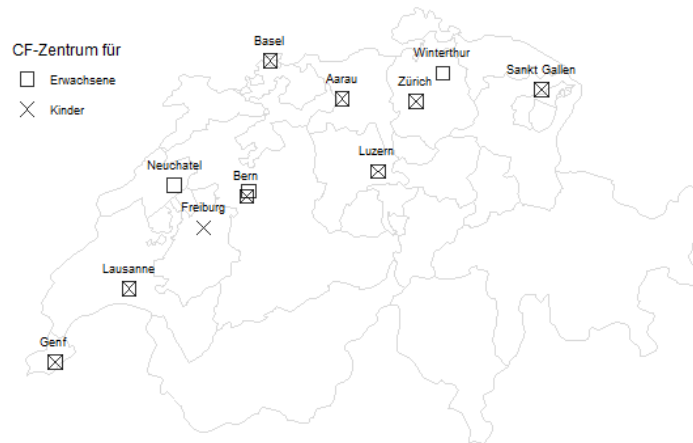 CF-Zentrum für
Erwachsene
Kinder
Basel
Winterthur
Aarau
Zürich
Sankt Gallen
Luzern
Neuchatel
Bern
Freiburg
Lausanne
Genf